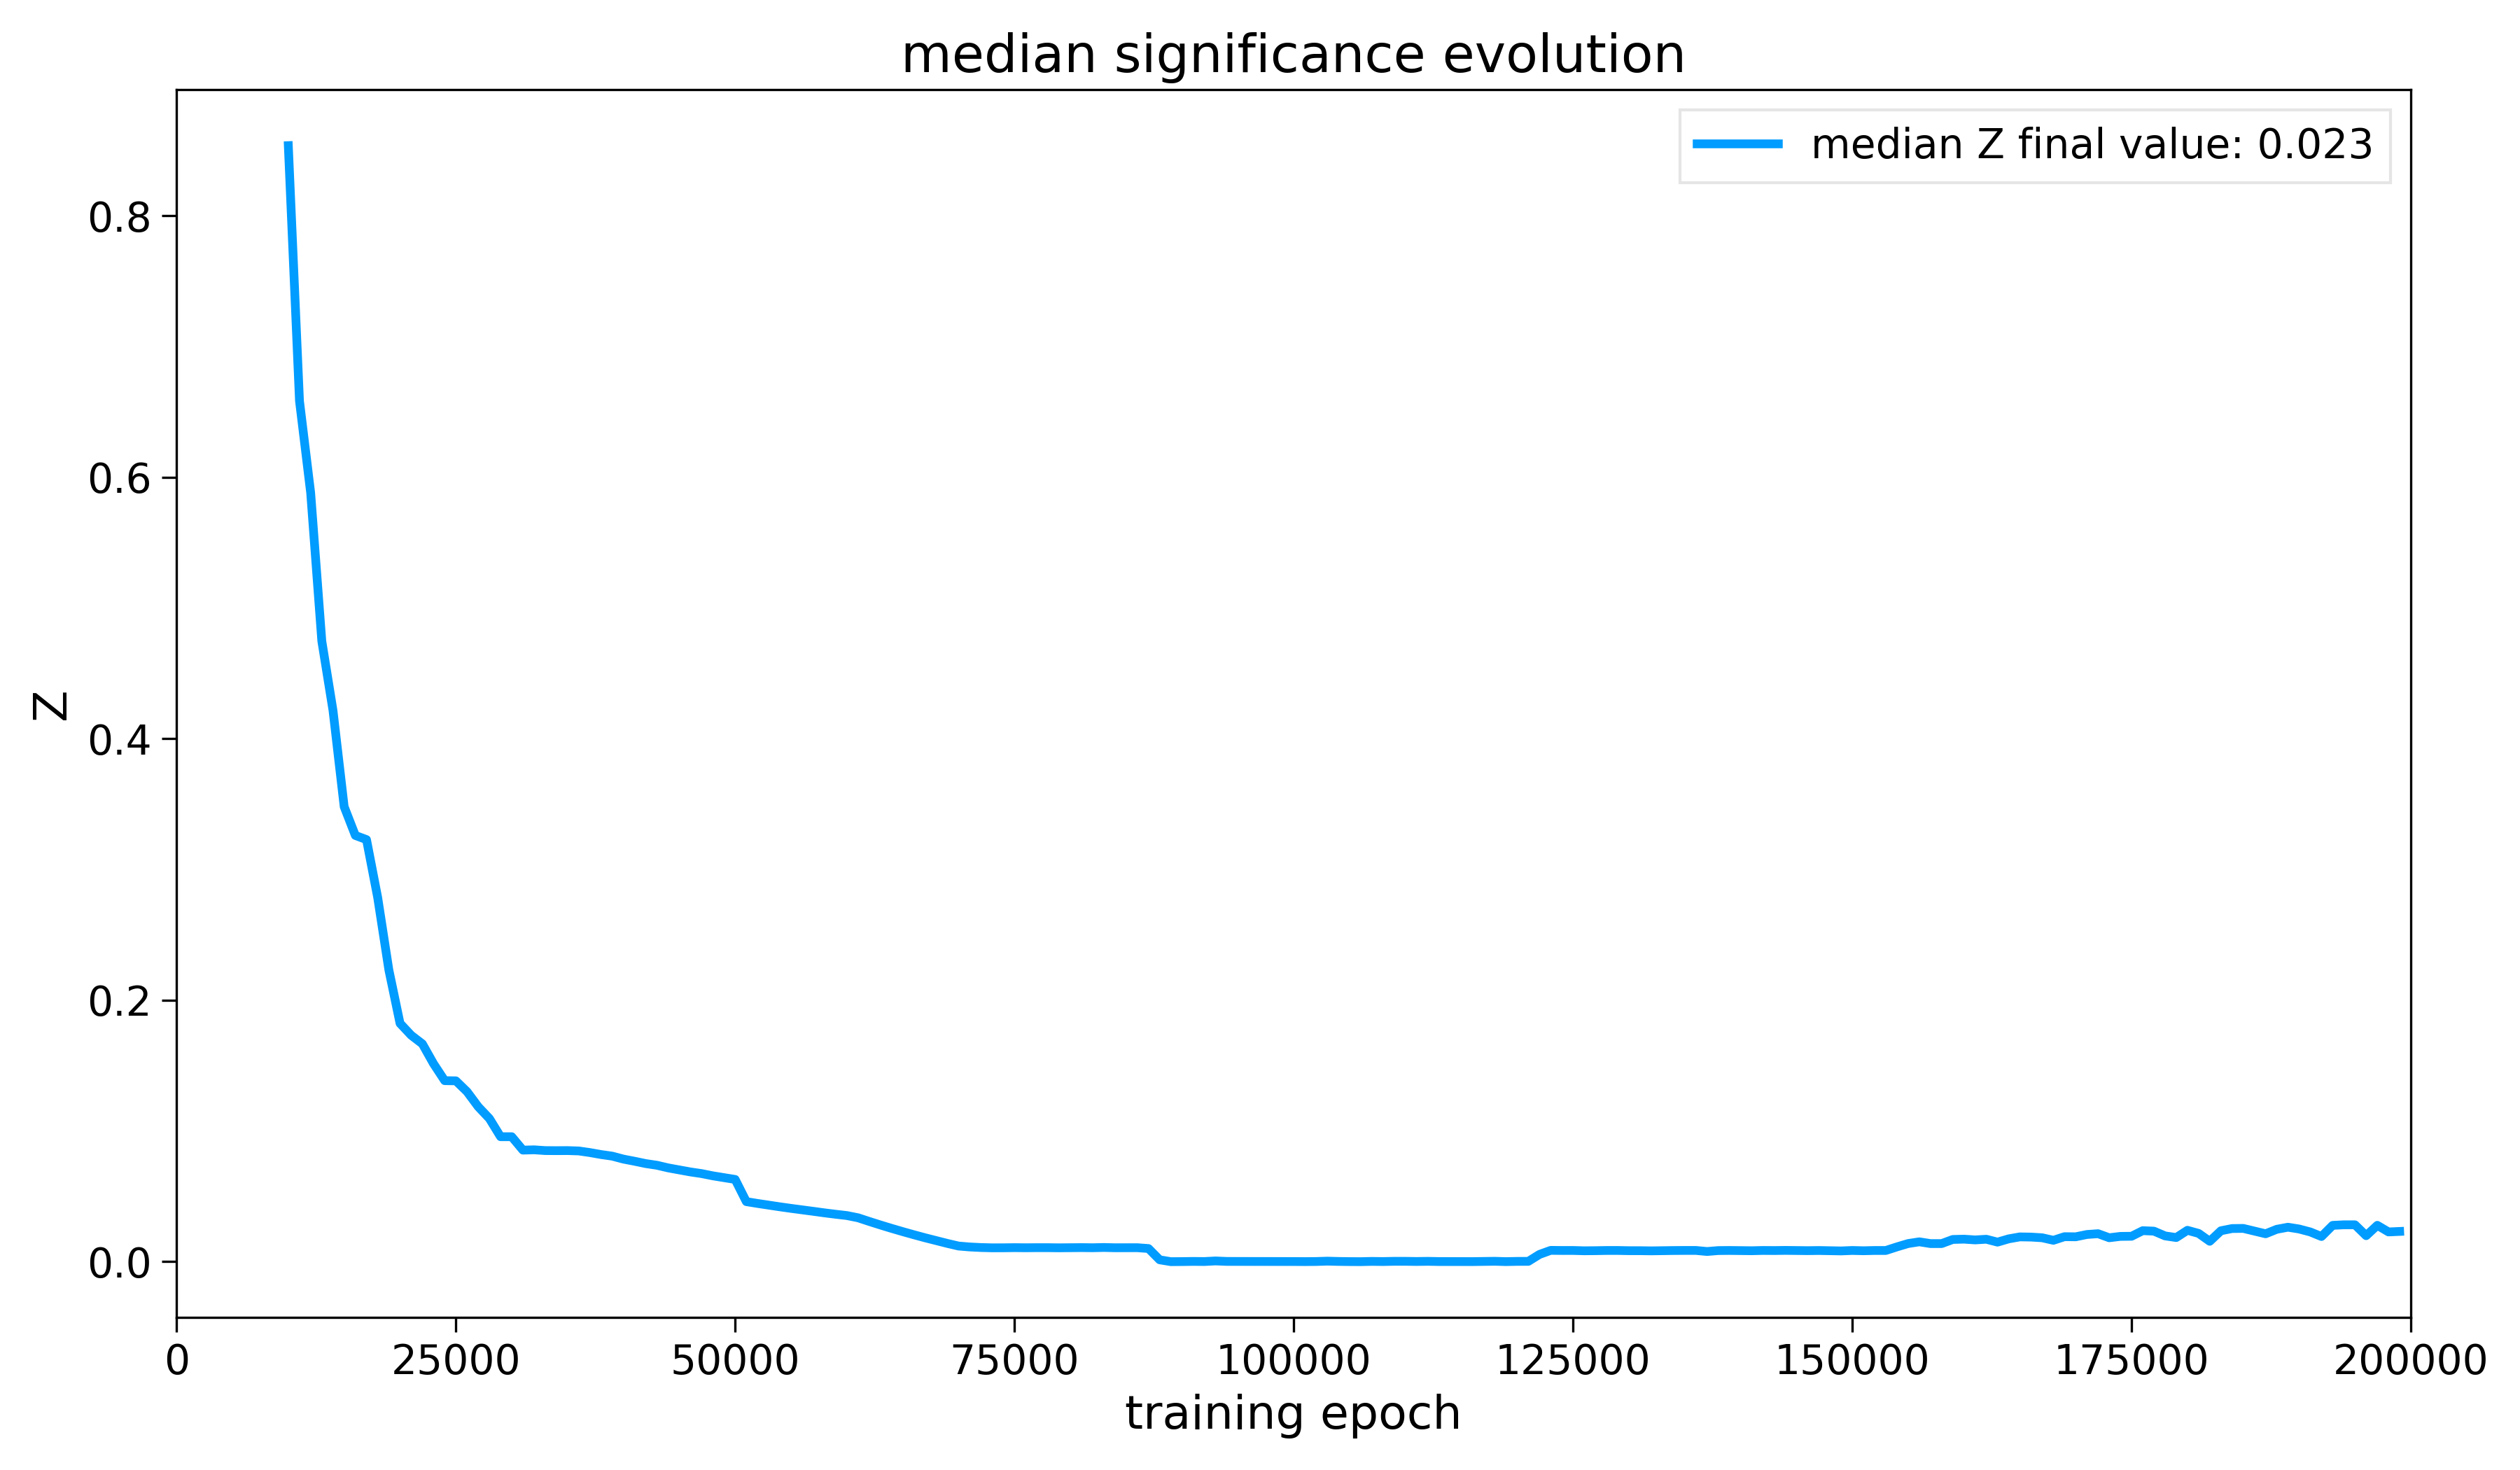 median significance evolution
median Z final value: 0.023
Z
0.8
0.6
0.4
0.2
0.0
0 25000 50000 75000 100000 125000 150000 175000 200000
training epoch